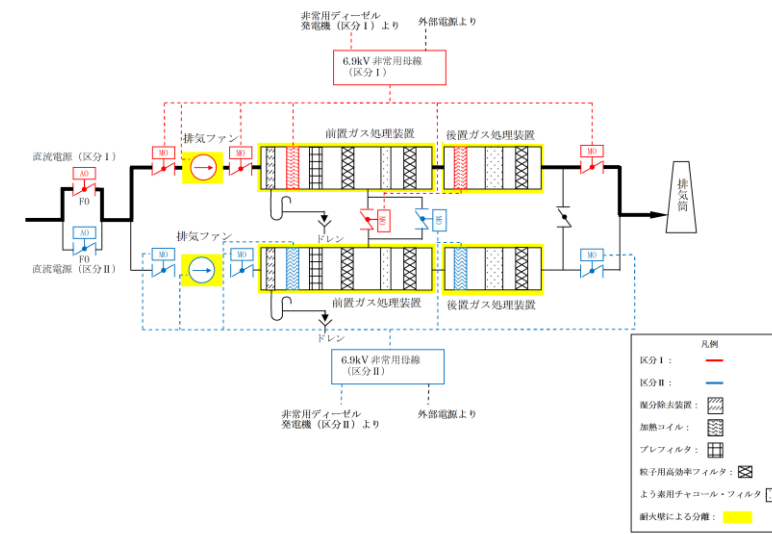 非常用ディーゼル
発電機（区分Ⅰ）より
外部電源より
6.9kV 非常用母線
（区分Ⅰ）
排気ファン
前置ガス処理装置
後置ガス処理装置
直流電源（区分Ⅰ）
MO
MO
MO
AO
FO
MO
MO
排気筒
ドレン
AO
FO
直流電源（区分Ⅱ）
排気ファン
MO
MO
MO
前置ガス処理装置
後置ガス処理装置
ドレン
6.9kV 非常用母線
（区分Ⅱ）
非常用ディーゼル
発電機（区分Ⅱ）より
外部電源より
凡例
区分Ⅰ：
区分Ⅱ：
湿分除去装置：
加熱コイル：
プレフィルタ：
粒子用高効率フィルタ：
よう素用チャコール・フィルタ
耐火壁による分離：